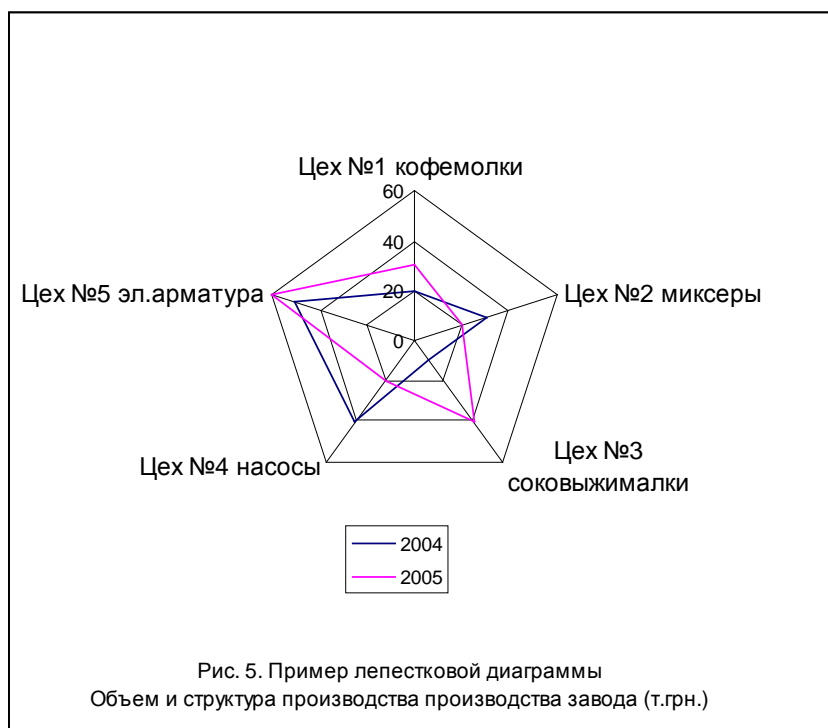 Цех №1 кофемолки
60
40
20
0
Цех №5 эл.арматура
Цех №2 миксеры
Цех №4 насосы
Цех №3
соковыжималки
2004
2005
Рис. 5. Пример лепестковой диаграммы
Объем и структура производства производства завода (т.грн.)